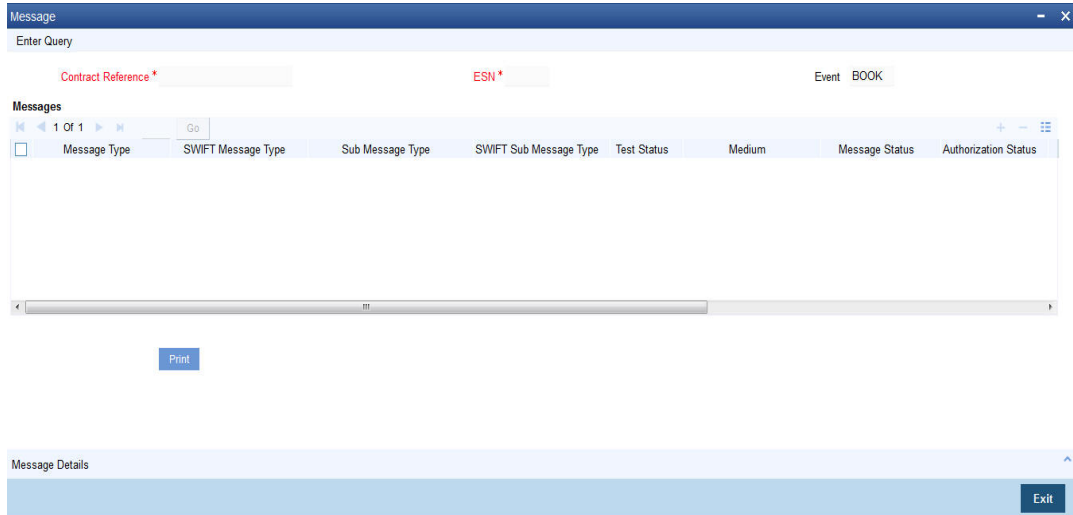 Message
Enter Query
Contract Reference * ESN * Event BOOK
Messages
1 Of 1 Go
Message Type SWIFT Message Type Sub Message Type SWIFT Sub Message Type Test Status Medium Message Status Authorization Status
Print
Message Details
Exit